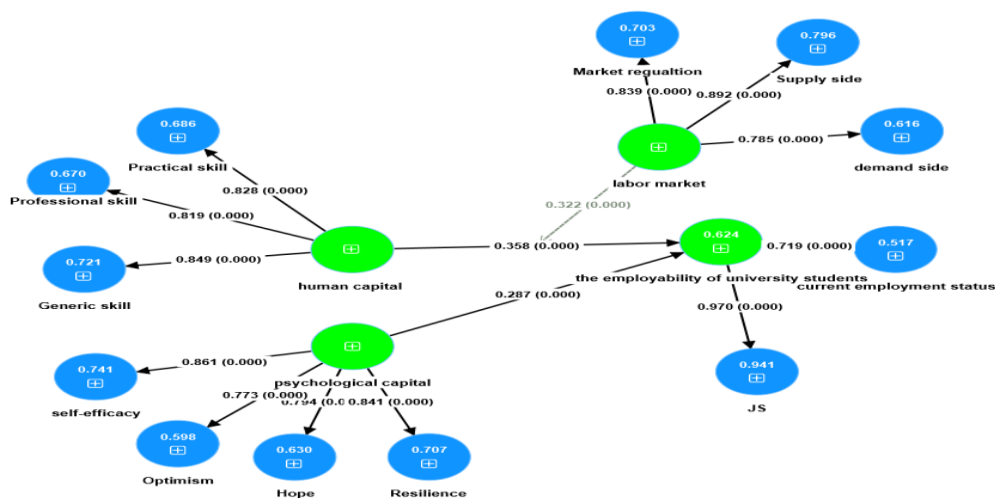 0.703
Market regualtion
0.839 (0.000)
0.796
Supply side
0.892 (0.000)
0.616
demand side
0.785 (0.000)
labor market
0.322 (0.000)
0.686
Practical skill
0.828 (0.000)
0.670
Professional skill
0.819 (0.000)
0.721
Generic skill
0.849 (0.000)
human capital
0.358 (0.000)
0.624
the employability of university students
0.719 (0.000)
0.517
current employment status
0.287 (0.000)
0.970 (0.000)
0.941
JS
psychological capital
0.861 (0.000)
0.741
self-efficacy
0.773 (0.000)
0.598
Optimism
0.794 (0.0
0.630
Hope
0.841 (0.000)
0.707
Resilience